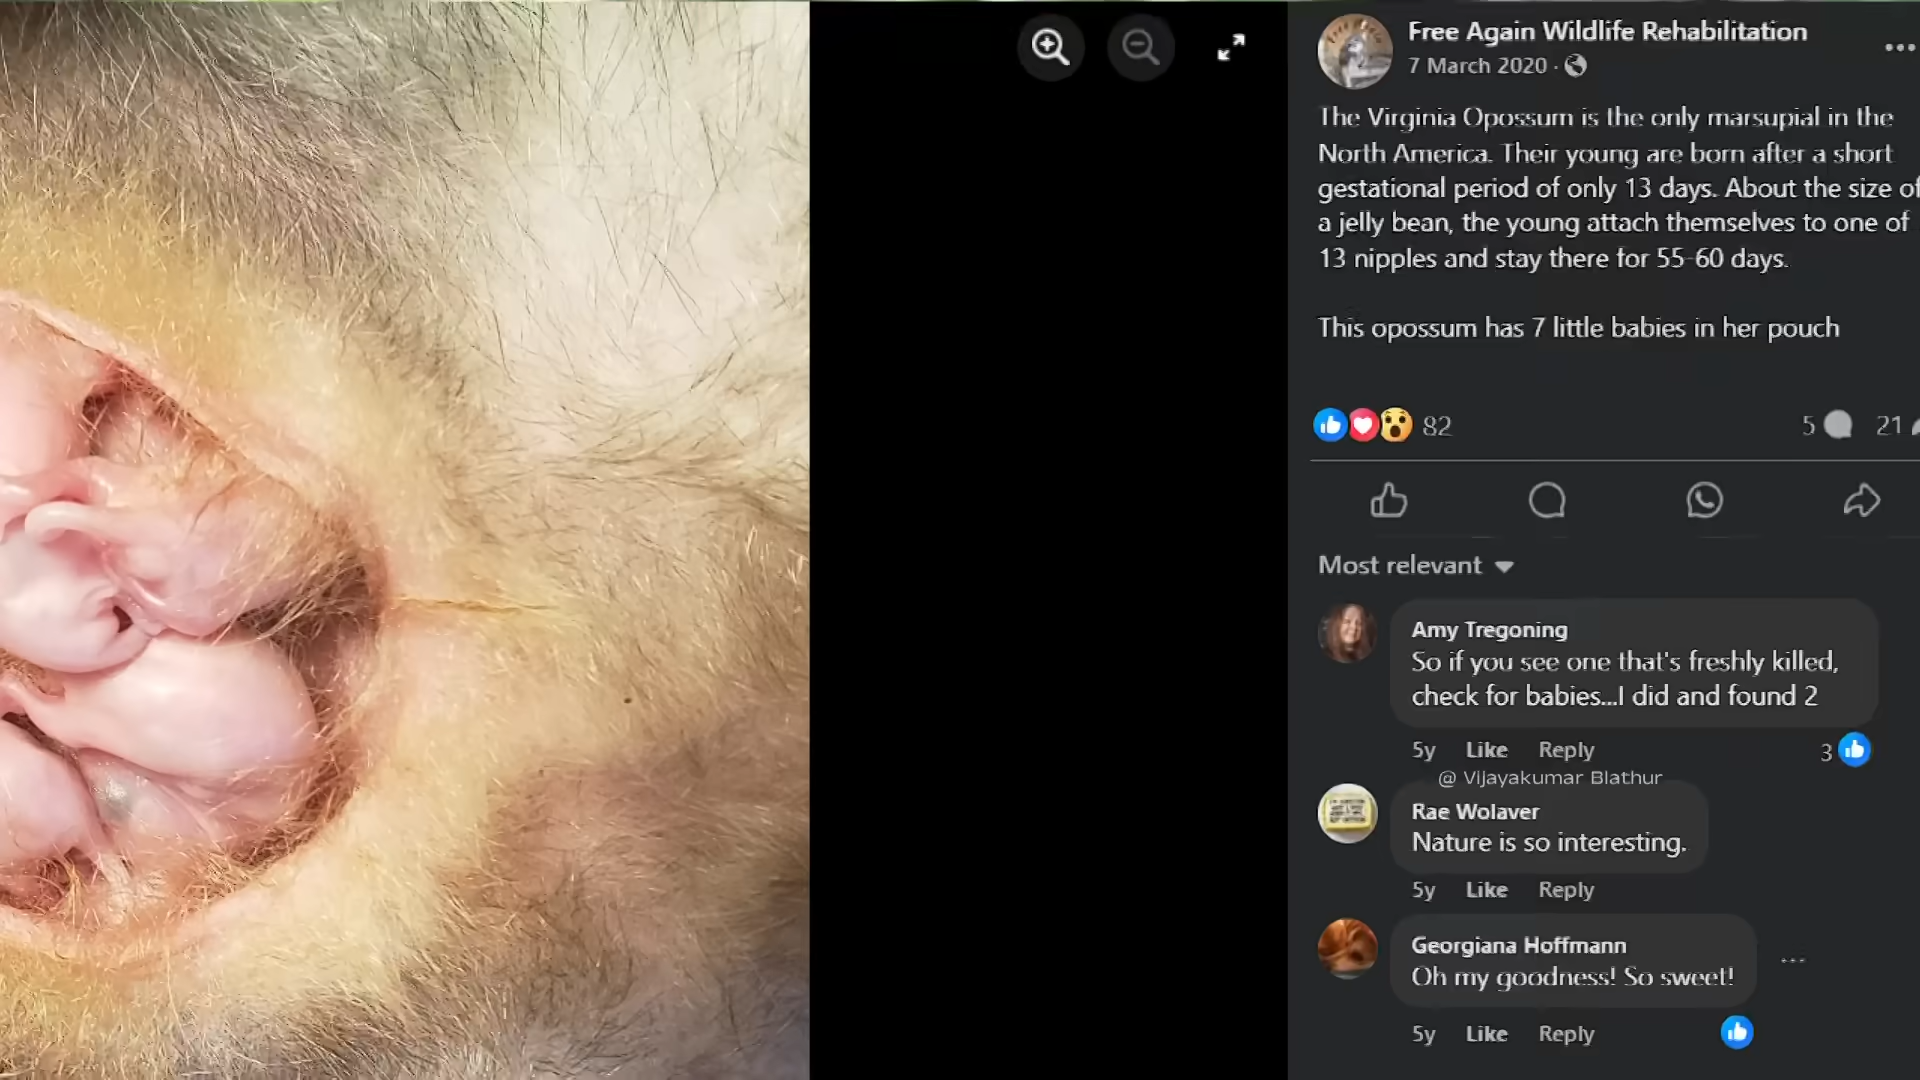 Free Again Wildlife Rehabilitation
7 March 2020 ·
The Virginia Opossum is the only marsupial in the
North America. Their young are born after a short
gestational period of only 13 days. About the size of
a jelly bean, the young attach themselves to one of
13 nipples and stay there for 55-60 days.
This opossum has 7 little babies in her pouch
82
5
21
Most relevant
Amy Tregoning
So if you see one that's freshly killed,
check for babies...I did and found 2
5y Like Reply
3
@ Vijayakumar Blathur
Rae Wolaver
Nature is so interesting.
5y Like Reply
Georgiana Hoffmann
Oh my goodness! So sweet!
5y Like Reply